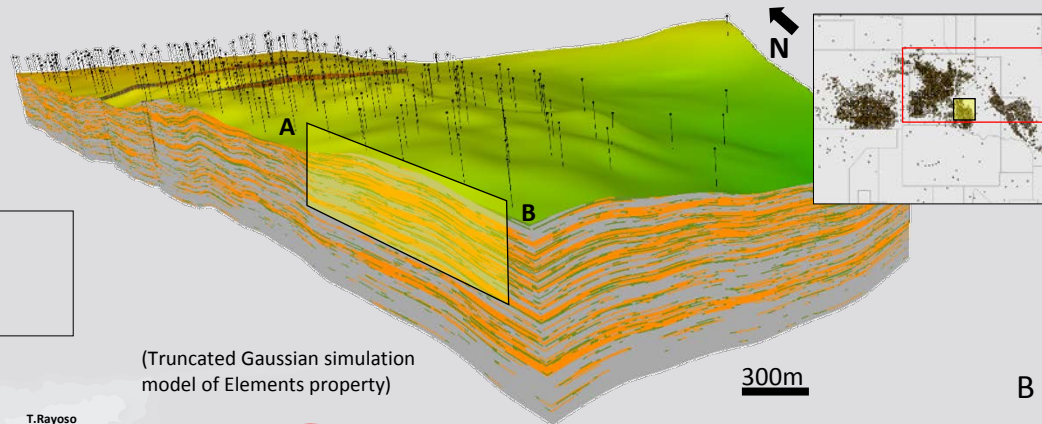 N
A
B
(Truncated Gaussian simulation
model of Elements property)
300m
B
T.Rayoso